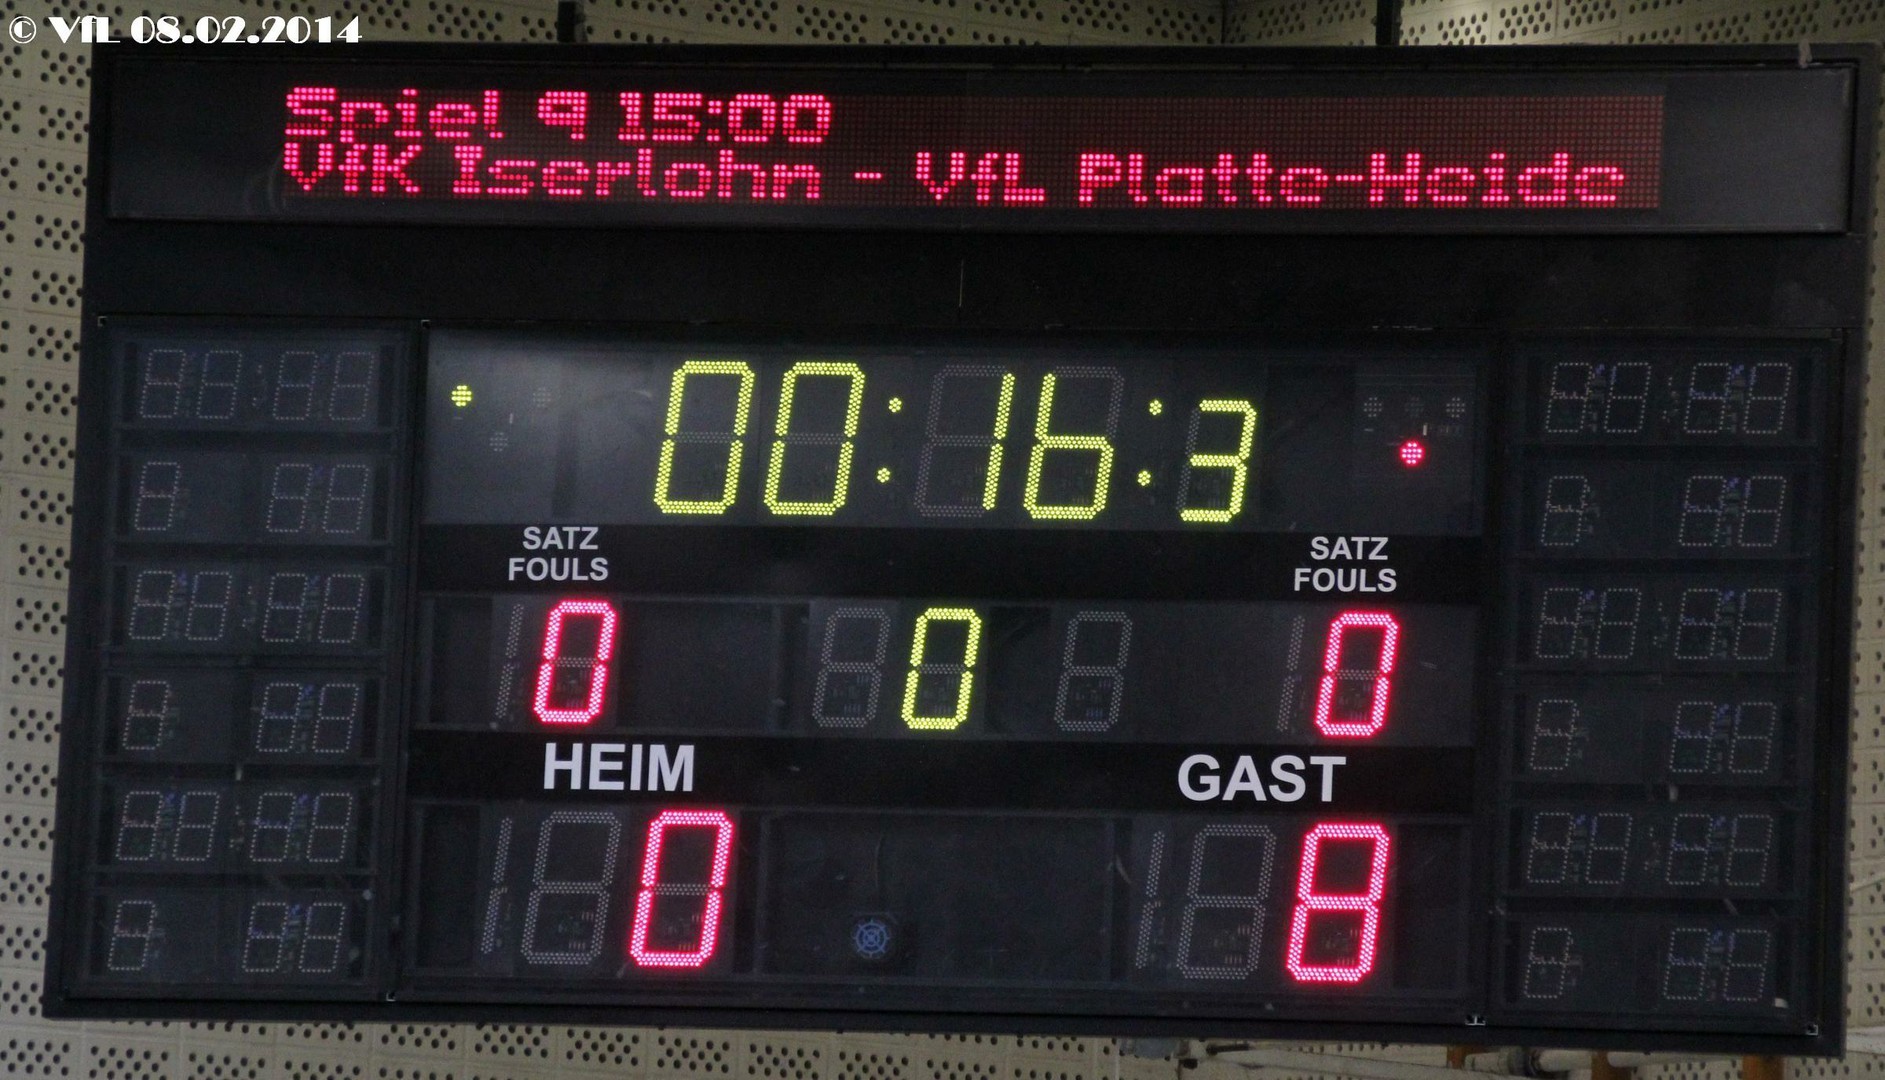 © VfL 08.02.2014
Spiel 9 15:00
VfK Iserlohn - VfL Platte-Heide
00:16:3
SATZ FOULS SATZ FOULS
0 0 0
HEIM GAST
0 8